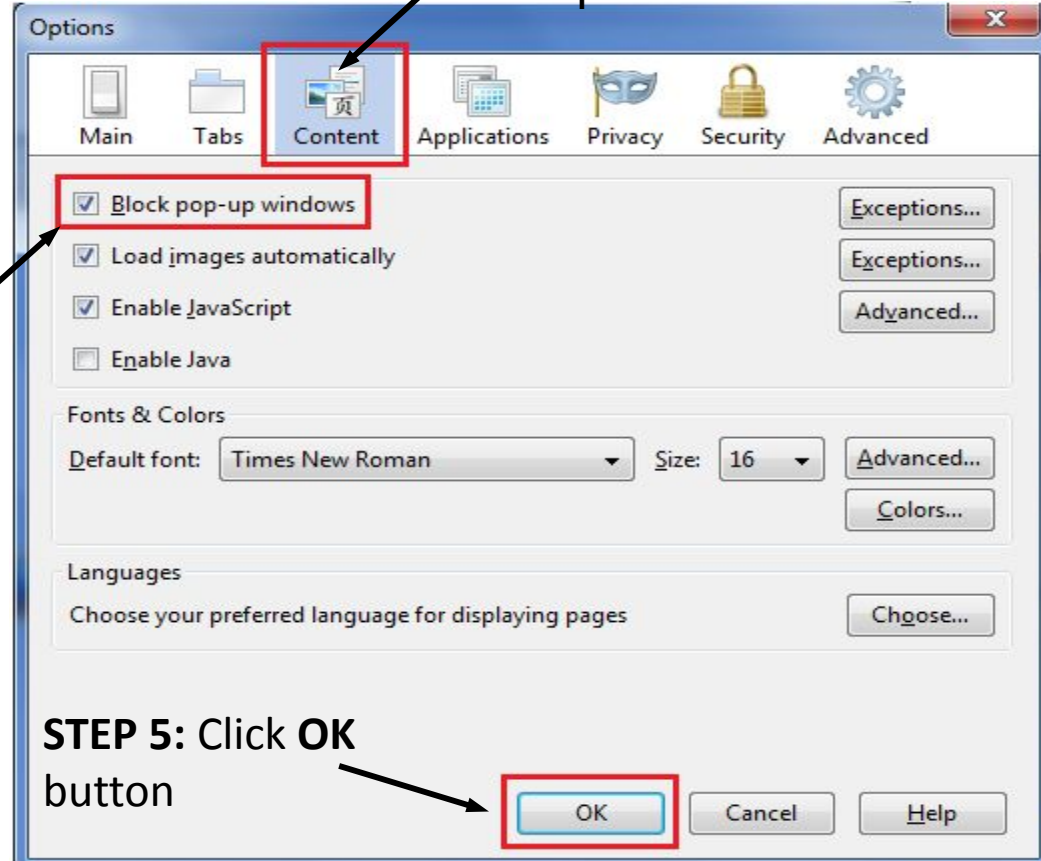 Options
Main Tabs Content Applications Privacy Security Advanced
页
Block pop-up windows Exceptions...
Load images automatically Exceptions...
Enable JavaScript Advanced...
Enable Java
Fonts & Colors
Default font: Times New Roman Size: 16 Advanced...
Colors...
Languages
Choose your preferred language for displaying pages Choose...
STEP 5: Click OK
button
OK Cancel Help